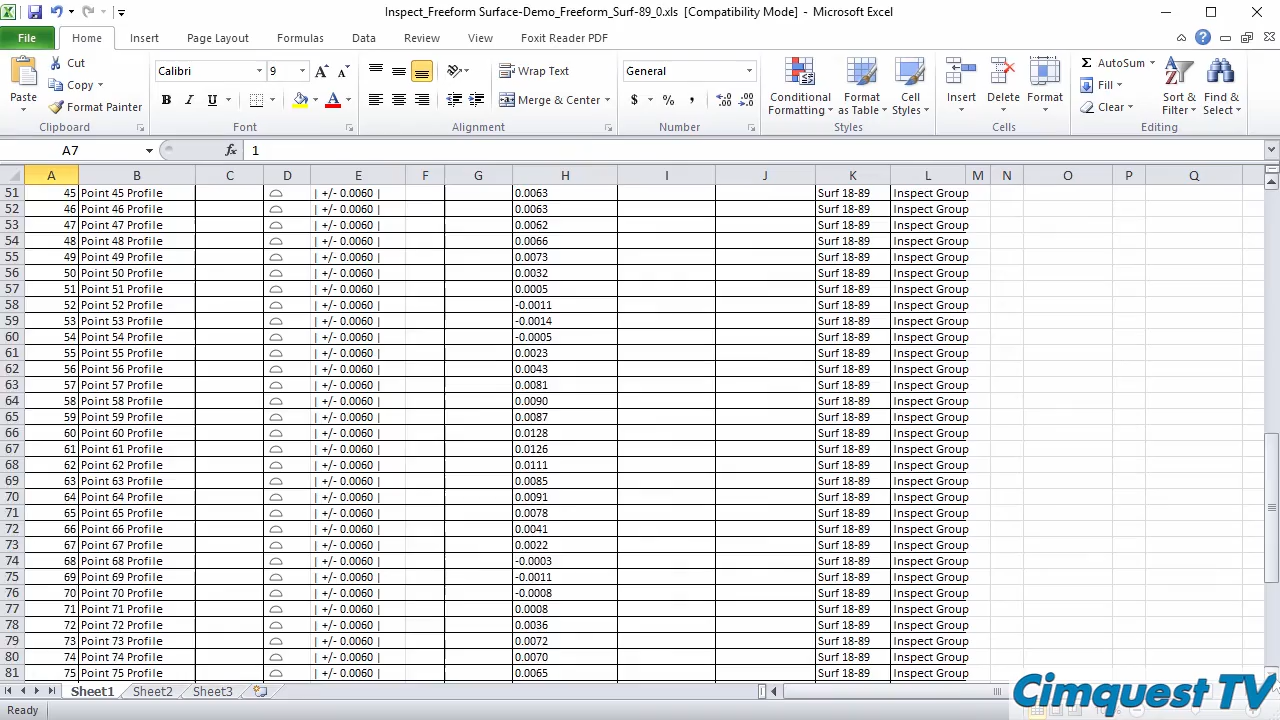 Inspect_Freeform Surface-Demo_Freeform_Surf-89_0.xls [Compatibility Mode] - Microsoft Excel
File Home Insert Page Layout Formulas Data Review View Foxit Reader PDF
Paste Cut Copy Format Painter Clipboard
Calibri 9 B I U Font
Wrap Text Merge & Center Alignment
General $ % , Number
Conditional Formatting Format as Table Cell Styles Styles
Insert Delete Format Cells
Σ AutoSum Fill Clear Sort & Filter Find & Select Editing
A7 fx 1
A B C D E F G H I J K L M N O P Q
51 45 Point 45 Profile ⌓ | +/- 0.0060 | 0.0063 Surf 18-89 Inspect Group
52 46 Point 46 Profile ⌓ | +/- 0.0060 | 0.0063 Surf 18-89 Inspect Group
53 47 Point 47 Profile ⌓ | +/- 0.0060 | 0.0062 Surf 18-89 Inspect Group
54 48 Point 48 Profile ⌓ | +/- 0.0060 | 0.0066 Surf 18-89 Inspect Group
55 49 Point 49 Profile ⌓ | +/- 0.0060 | 0.0073 Surf 18-89 Inspect Group
56 50 Point 50 Profile ⌓ | +/- 0.0060 | 0.0032 Surf 18-89 Inspect Group
57 51 Point 51 Profile ⌓ | +/- 0.0060 | 0.0005 Surf 18-89 Inspect Group
58 52 Point 52 Profile ⌓ | +/- 0.0060 | -0.0011 Surf 18-89 Inspect Group
59 53 Point 53 Profile ⌓ | +/- 0.0060 | -0.0014 Surf 18-89 Inspect Group
60 54 Point 54 Profile ⌓ | +/- 0.0060 | -0.0005 Surf 18-89 Inspect Group
61 55 Point 55 Profile ⌓ | +/- 0.0060 | 0.0023 Surf 18-89 Inspect Group
62 56 Point 56 Profile ⌓ | +/- 0.0060 | 0.0043 Surf 18-89 Inspect Group
63 57 Point 57 Profile ⌓ | +/- 0.0060 | 0.0081 Surf 18-89 Inspect Group
64 58 Point 58 Profile ⌓ | +/- 0.0060 | 0.0090 Surf 18-89 Inspect Group
65 59 Point 59 Profile ⌓ | +/- 0.0060 | 0.0087 Surf 18-89 Inspect Group
66 60 Point 60 Profile ⌓ | +/- 0.0060 | 0.0128 Surf 18-89 Inspect Group
67 61 Point 61 Profile ⌓ | +/- 0.0060 | 0.0126 Surf 18-89 Inspect Group
68 62 Point 62 Profile ⌓ | +/- 0.0060 | 0.0111 Surf 18-89 Inspect Group
69 63 Point 63 Profile ⌓ | +/- 0.0060 | 0.0085 Surf 18-89 Inspect Group
70 64 Point 64 Profile ⌓ | +/- 0.0060 | 0.0091 Surf 18-89 Inspect Group
71 65 Point 65 Profile ⌓ | +/- 0.0060 | 0.0078 Surf 18-89 Inspect Group
72 66 Point 66 Profile ⌓ | +/- 0.0060 | 0.0041 Surf 18-89 Inspect Group
73 67 Point 67 Profile ⌓ | +/- 0.0060 | 0.0022 Surf 18-89 Inspect Group
74 68 Point 68 Profile ⌓ | +/- 0.0060 | -0.0003 Surf 18-89 Inspect Group
75 69 Point 69 Profile ⌓ | +/- 0.0060 | -0.0011 Surf 18-89 Inspect Group
76 70 Point 70 Profile ⌓ | +/- 0.0060 | -0.0008 Surf 18-89 Inspect Group
77 71 Point 71 Profile ⌓ | +/- 0.0060 | 0.0008 Surf 18-89 Inspect Group
78 72 Point 72 Profile ⌓ | +/- 0.0060 | 0.0036 Surf 18-89 Inspect Group
79 73 Point 73 Profile ⌓ | +/- 0.0060 | 0.0072 Surf 18-89 Inspect Group
80 74 Point 74 Profile ⌓ | +/- 0.0060 | 0.0070 Surf 18-89 Inspect Group
81 75 Point 75 Profile ⌓ | +/- 0.0060 | 0.0065 Surf 18-89 Inspect Group
Sheet1 Sheet2 Sheet3
Ready
Cimquest TV